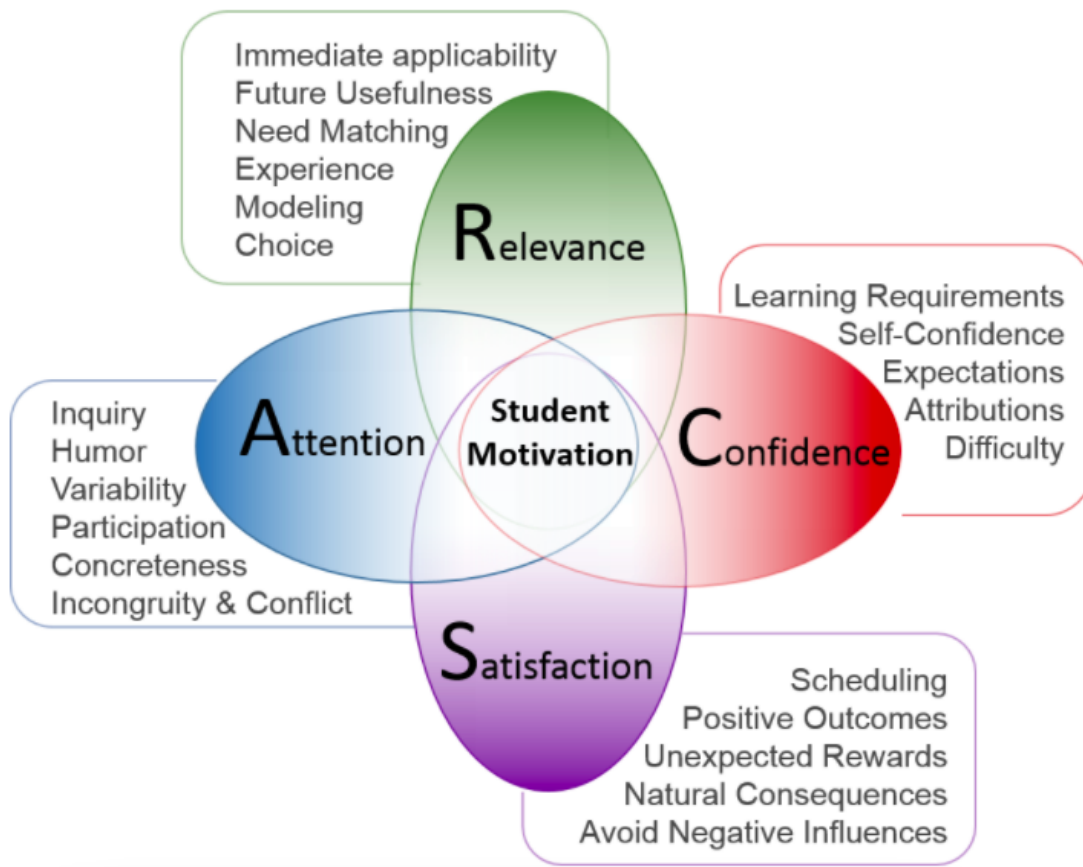 Immediate applicability
Future Usefulness
Need Matching
Experience
Modeling
Choice
Relevance
Learning Requirements
Self-Confidence
Expectations
Attributions
Difficulty
Confidence
Student
Motivation
Attention
Inquiry
Humor
Variability
Participation
Concreteness
Incongruity & Conflict
Satisfaction
Scheduling
Positive Outcomes
Unexpected Rewards
Natural Consequences
Avoid Negative Influences